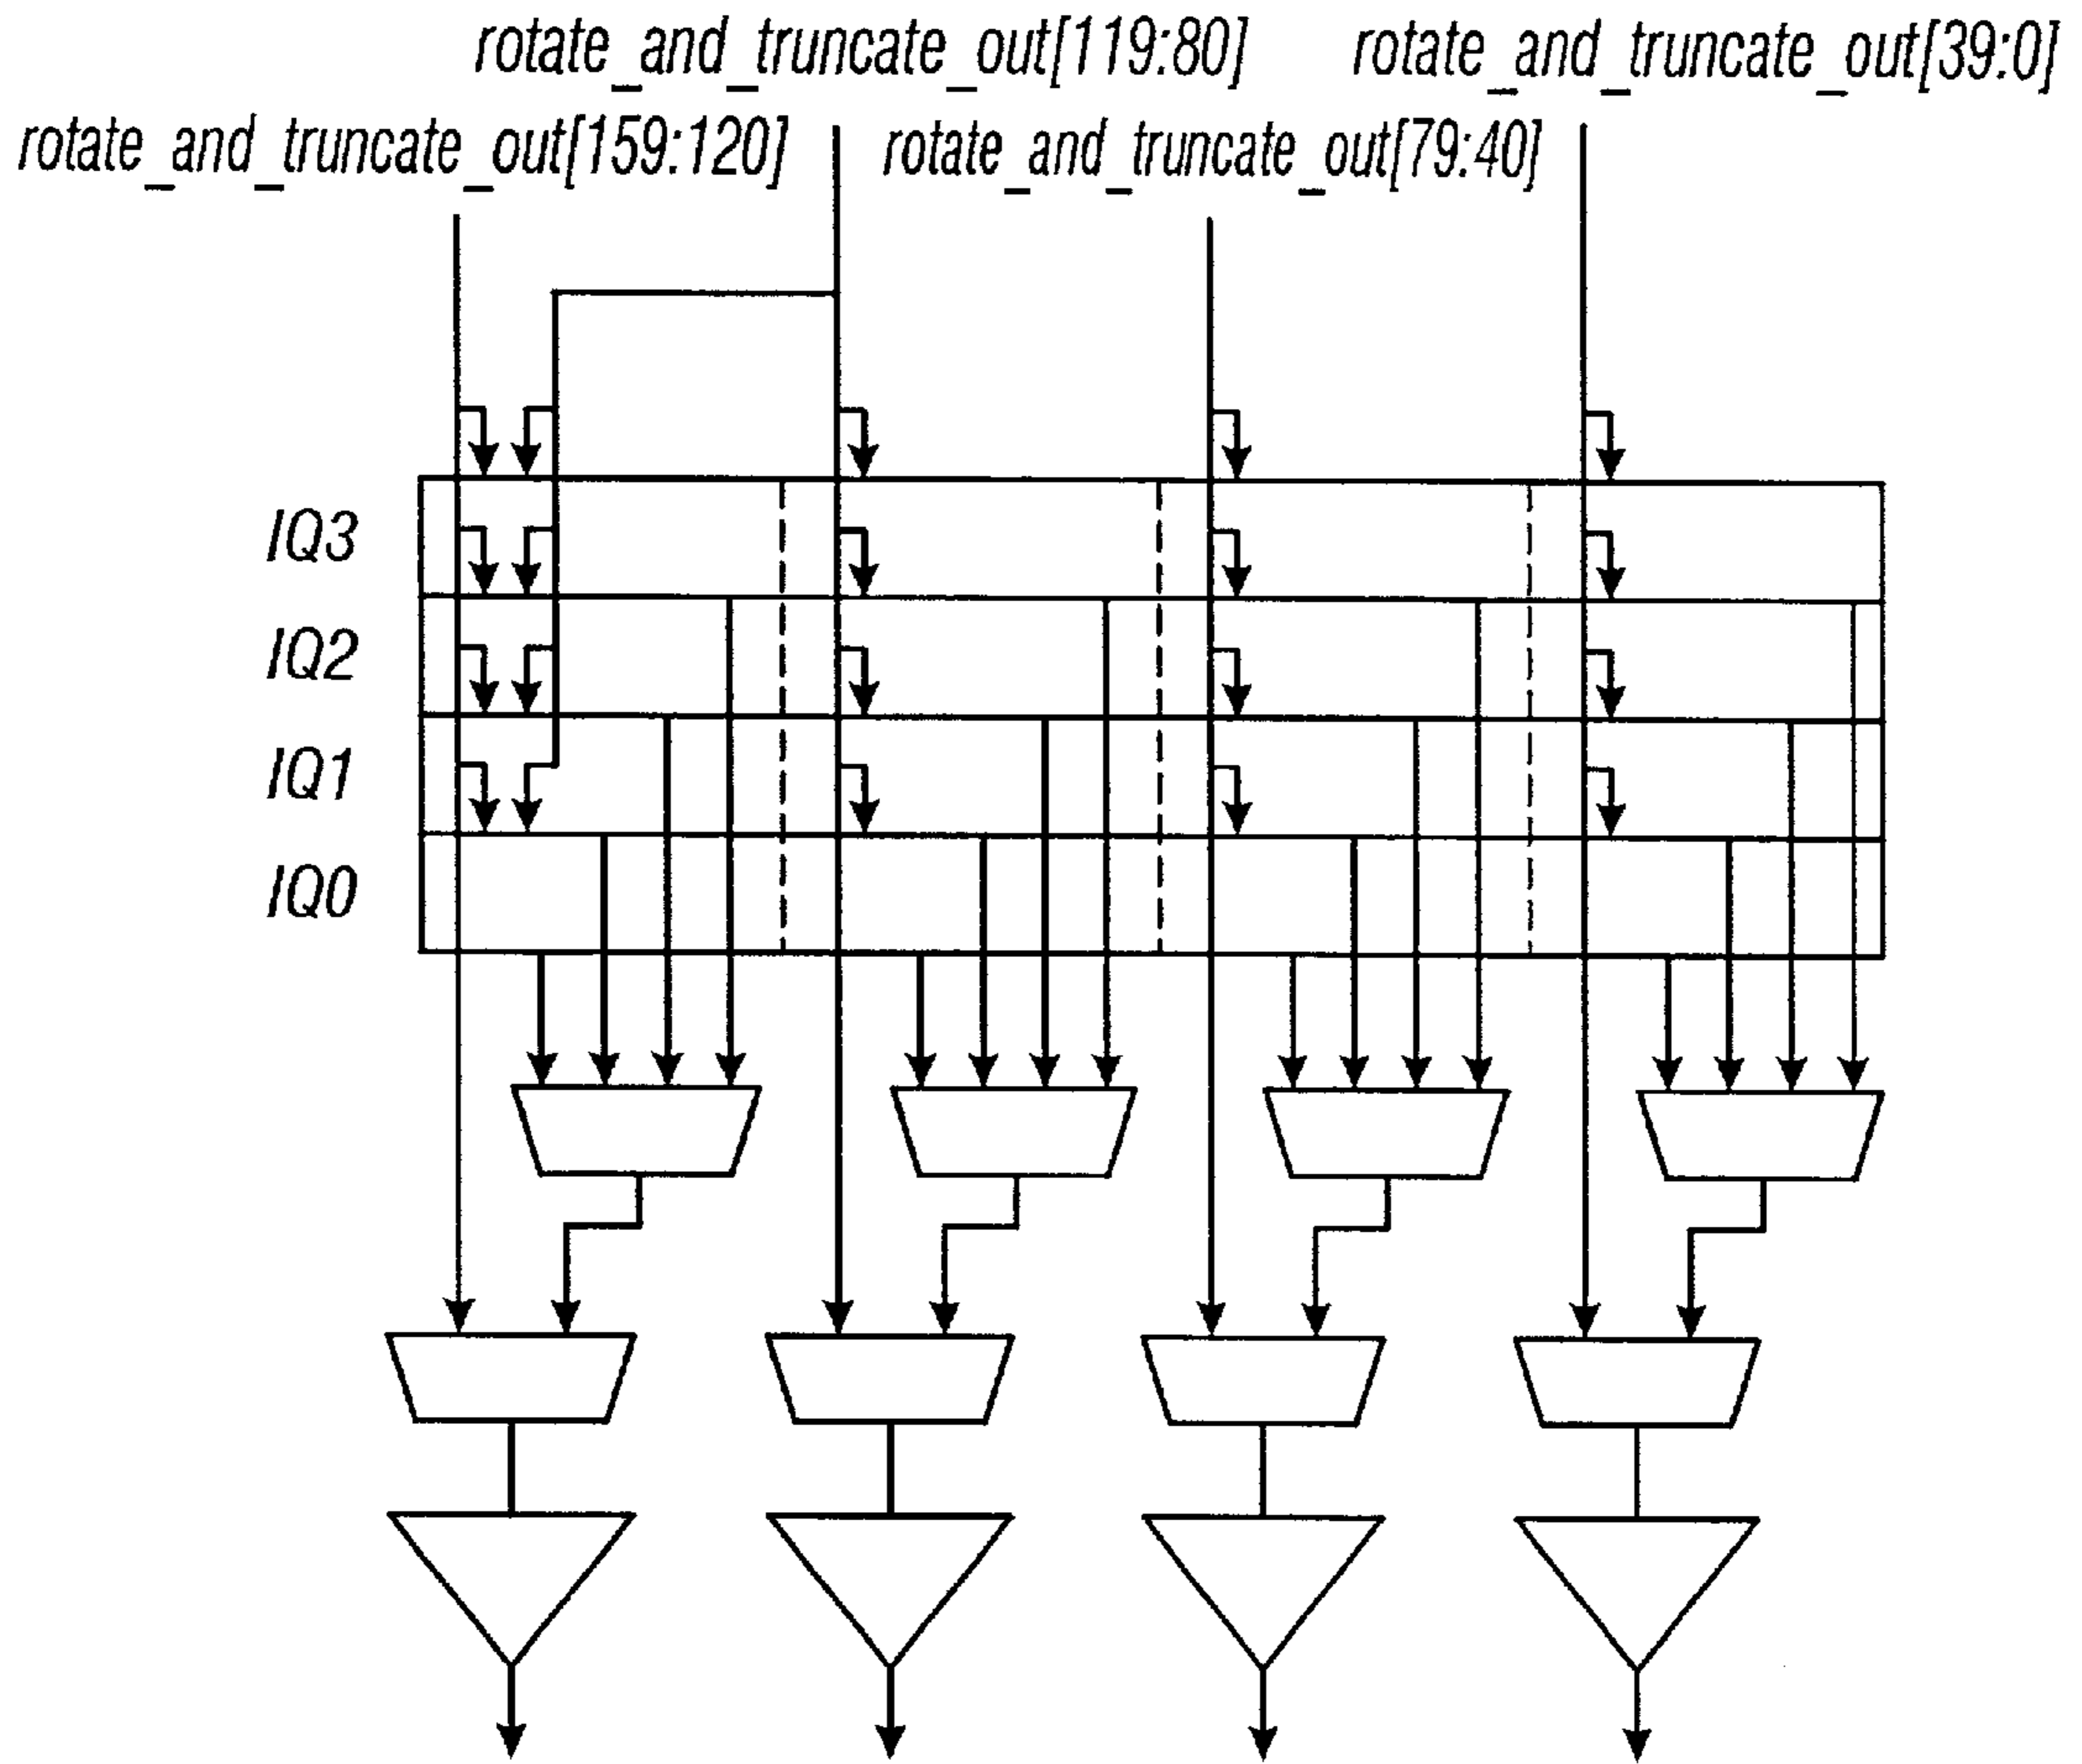 rotate_and_truncate_out[119:80] rotate_and_truncate_out[39:0]
rotate_and_truncate_out[159:120] rotate_and_truncate_out[79:40]
IQ3
IQ2
IQ1
IQ0